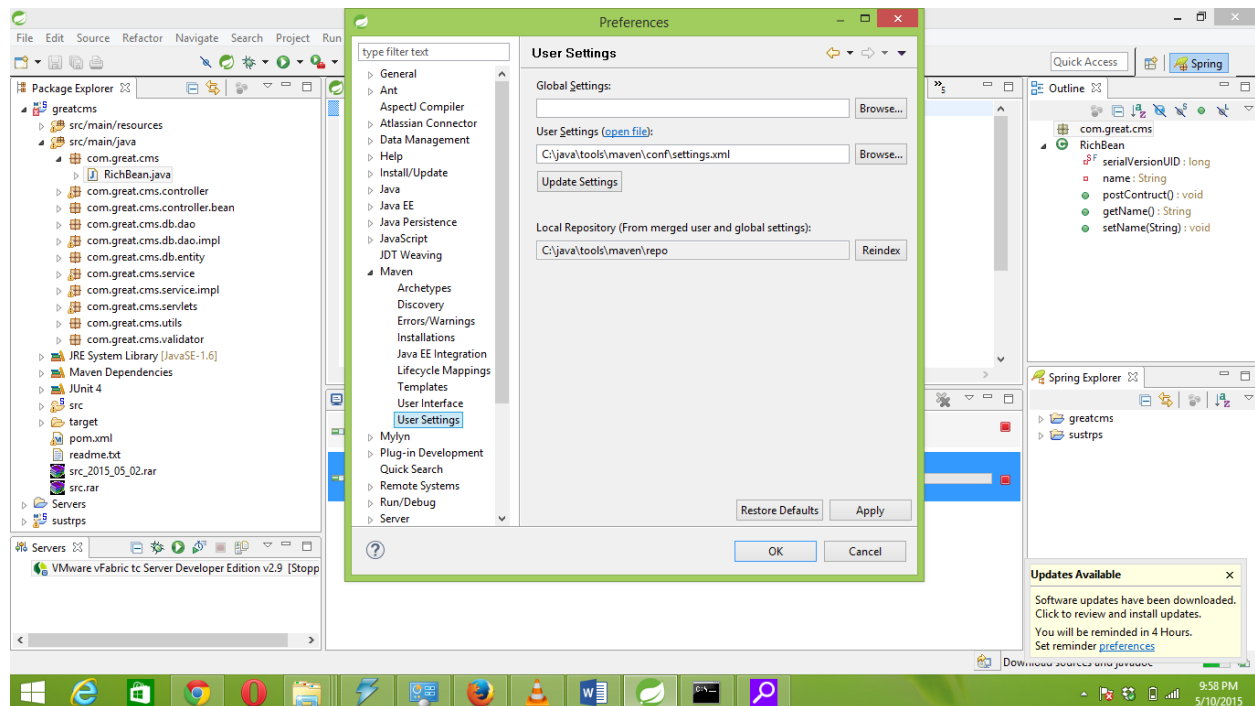 Preferences
File Edit Source Refactor Navigate Search Project Run
Quick Access
Spring
Package Explorer
greatcms
src/main/resources
src/main/java
com.great.cms
RichBean.java
com.great.cms.controller
com.great.cms.controller.bean
com.great.cms.db.dao
com.great.cms.db.dao.impl
com.great.cms.db.entity
com.great.cms.service
com.great.cms.service.impl
com.great.cms.servlets
com.great.cms.utils
com.great.cms.validator
JRE System Library [JavaSE-1.6]
Maven Dependencies
JUnit 4
src
target
pom.xml
readme.txt
src_2015_05_02.rar
src.rar
Servers
sustrps
Servers
VMware vFabric tc Server Developer Edition v2.9 [Stopp
type filter text
General
Ant
AspectJ Compiler
Atlassian Connector
Data Management
Help
Install/Update
Java
Java EE
Java Persistence
JavaScript
JDT Weaving
Maven
Archetypes
Discovery
Errors/Warnings
Installations
Java EE Integration
Lifecycle Mappings
Templates
User Interface
User Settings
Mylyn
Plug-in Development
Quick Search
Remote Systems
Run/Debug
Server
User Settings
Global Settings:
Browse...
User Settings (open file):
C:\java\tools\maven\conf\settings.xml
Browse...
Update Settings
Local Repository (From merged user and global settings):
C:\java\tools\maven\repo
Reindex
Restore Defaults
Apply
OK
Cancel
»5
Outline
com.great.cms
RichBean
serialVersionUID : long
name : String
postContruct() : void
getName() : String
setName(String) : void
Spring Explorer
greatcms
sustrps
Updates Available
Software updates have been downloaded.
Click to review and install updates.
You will be reminded in 4 Hours.
Set reminder preferences
Download sources and javadoc
9:58 PM
5/10/2015